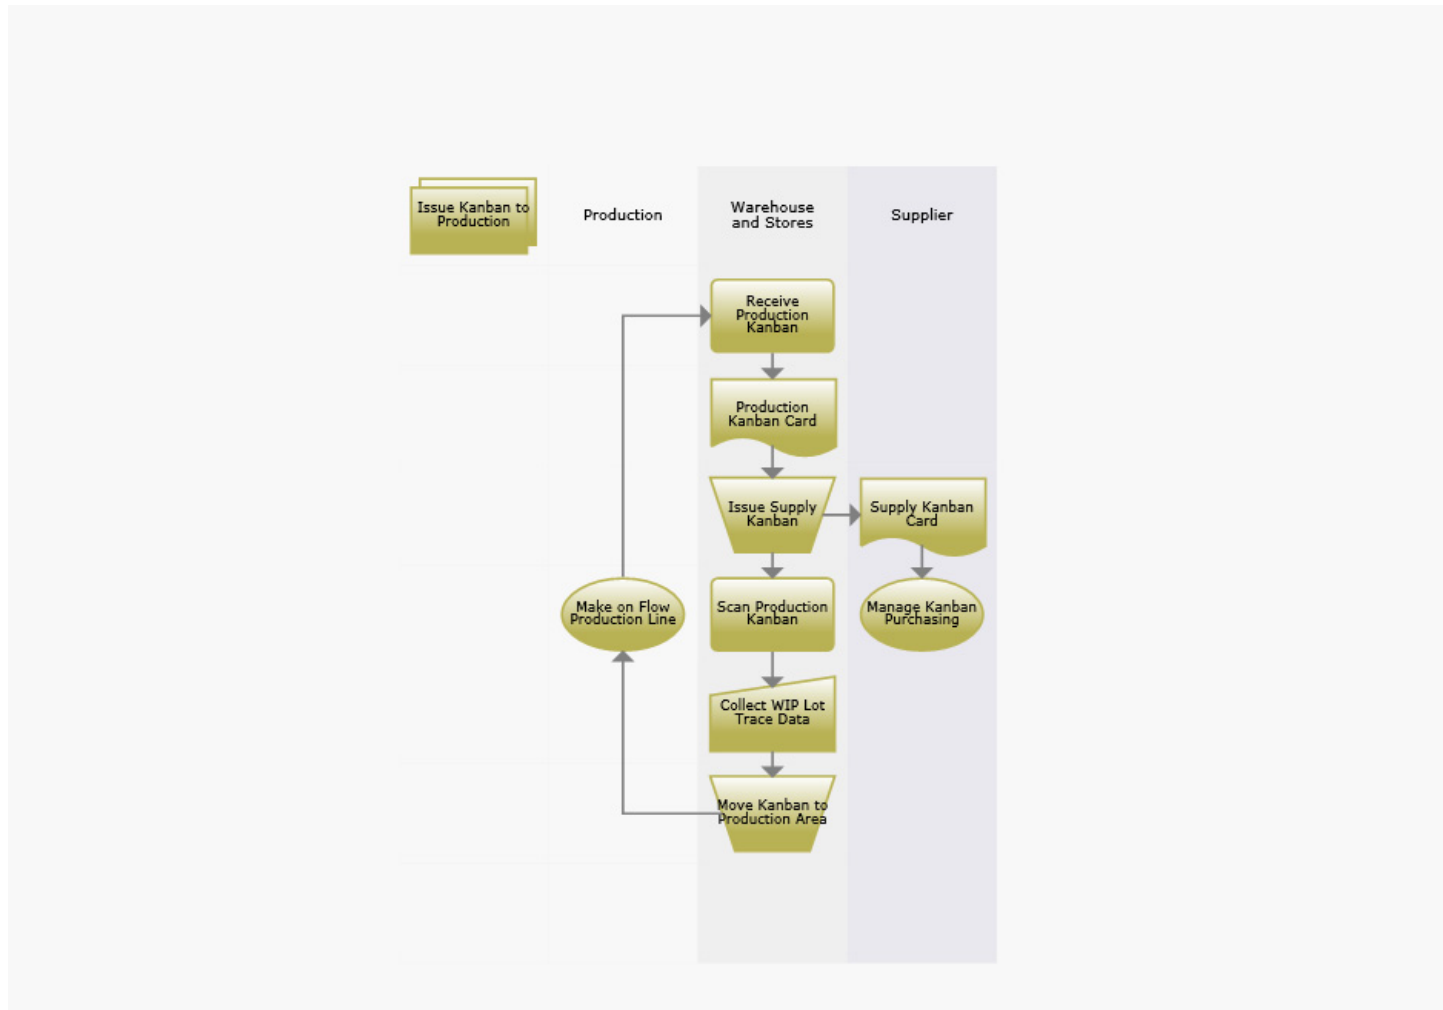 Issue Kanban to
Production
Production
Warehouse
and Stores
Supplier
Receive
Production
Kanban
Production
Kanban Card
Issue Supply
Kanban
Supply Kanban
Card
Make on Flow
Production Line
Scan Production
Kanban
Manage Kanban
Purchasing
Collect WIP Lot
Trace Data
Move Kanban to
Production Area